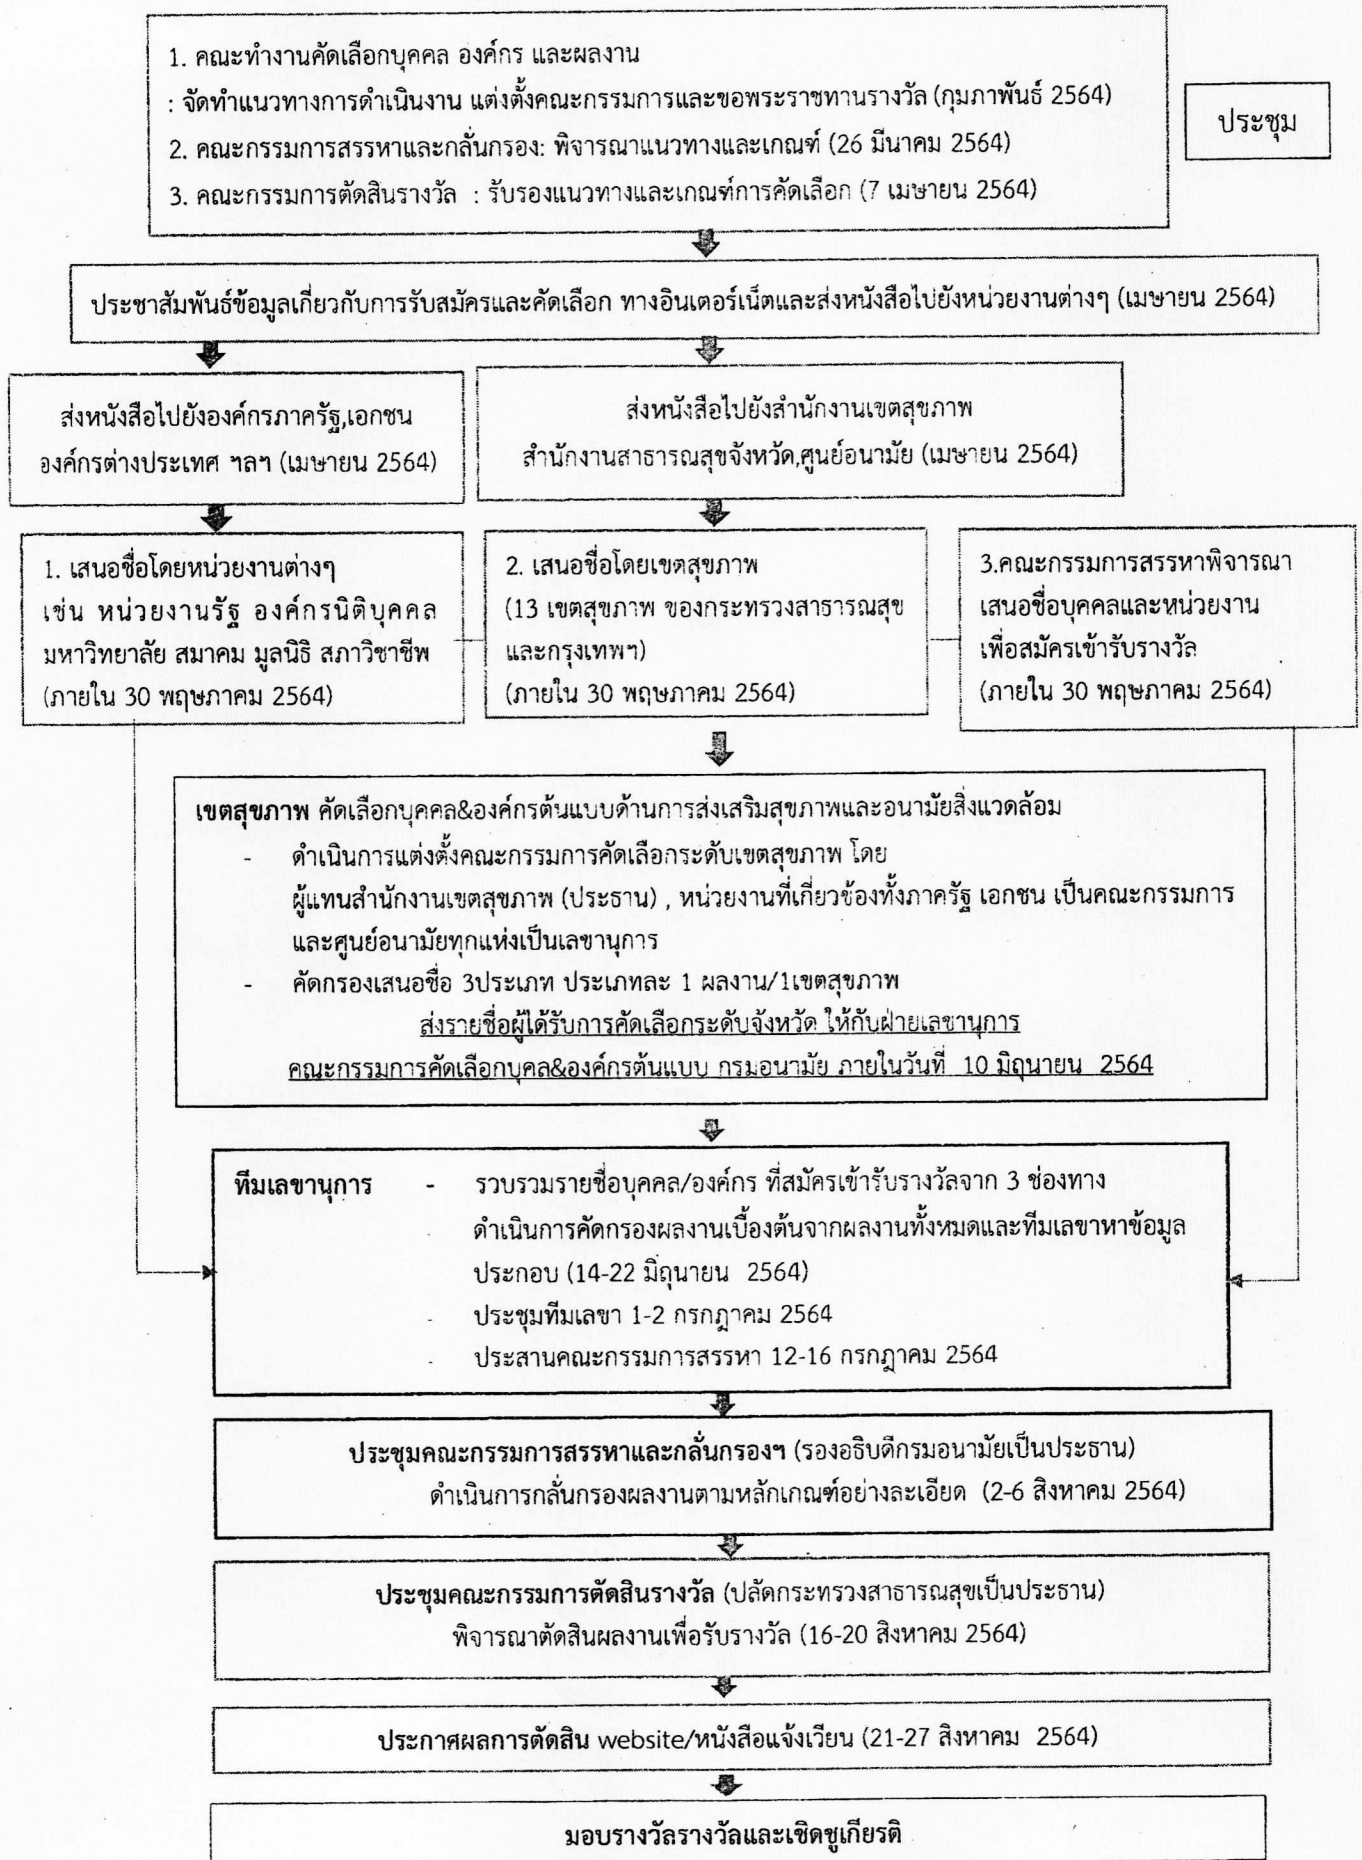 1. คณะทำงานคัดเลือกบุคคล องค์กร และผลงาน
: จัดทำแนวทางการดำเนินงาน แต่งตั้งคณะกรรมการและขอพระราชทานรางวัล (กุมภาพันธ์ 2564)
2. คณะกรรมการสรรหาและกลั่นกรอง: พิจารณาแนวทางและเกณฑ์ (26 มีนาคม 2564)
3. คณะกรรมการตัดสินรางวัล : รับรองแนวทางและเกณฑ์การคัดเลือก (7 เมษายน 2564)
ประชุม
ประชาสัมพันธ์ข้อมูลเกี่ยวกับการรับสมัครและคัดเลือก ทางอินเตอร์เน็ตและส่งหนังสือไปยังหน่วยงานต่างๆ (เมษายน 2564)
ส่งหนังสือไปยังองค์กรภาครัฐ,เอกชน
องค์กรต่างประเทศ ฯลฯ (เมษายน 2564)
ส่งหนังสือไปยังสำนักงานเขตสุขภาพ
สำนักงานสาธารณสุขจังหวัด,ศูนย์อนามัย (เมษายน 2564)
1. เสนอชื่อโดยหน่วยงานต่างๆ
เช่น หน่วยงานรัฐ องค์กรนิติบุคคล
มหาวิทยาลัย สมาคม มูลนิธิ สภาวิชาชีพ
(ภายใน 30 พฤษภาคม 2564)
2. เสนอชื่อโดยเขตสุขภาพ
(13 เขตสุขภาพ ของกระทรวงสาธารณสุข
และกรุงเทพฯ)
(ภายใน 30 พฤษภาคม 2564)
3.คณะกรรมการสรรหาพิจารณา
เสนอชื่อบุคคลและหน่วยงาน
เพื่อสมัครเข้ารับรางวัล
(ภายใน 30 พฤษภาคม 2564)
เขตสุขภาพ คัดเลือกบุคคล&องค์กรต้นแบบด้านการส่งเสริมสุขภาพและอนามัยสิ่งแวดล้อม
- ดำเนินการแต่งตั้งคณะกรรมการคัดเลือกระดับเขตสุขภาพ โดย
ผู้แทนสำนักงานเขตสุขภาพ (ประธาน) , หน่วยงานที่เกี่ยวข้องทั้งภาครัฐ เอกชน เป็นคณะกรรมการ
และศูนย์อนามัยทุกแห่งเป็นเลขานุการ
- คัดกรองเสนอชื่อ 3ประเภท ประเภทละ 1 ผลงาน/1เขตสุขภาพ
ส่งรายชื่อผู้ได้รับการคัดเลือกระดับจังหวัด ให้กับฝ่ายเลขานุการ
คณะกรรมการคัดเลือกบุคล&องค์กรต้นแบบ กรมอนามัย ภายในวันที่ 10 มิถุนายน 2564
ทีมเลขานุการ - รวบรวมรายชื่อบุคคล/องค์กร ที่สมัครเข้ารับรางวัลจาก 3 ช่องทาง
ดำเนินการคัดกรองผลงานเบื้องต้นจากผลงานทั้งหมดและทีมเลขาหาข้อมูล
ประกอบ (14-22 มิถุนายน 2564)
- ประชุมทีมเลขา 1-2 กรกฎาคม 2564
- ประสานคณะกรรมการสรรหา 12-16 กรกฎาคม 2564
ประชุมคณะกรรมการสรรหาและกลั่นกรองฯ (รองอธิบดีกรมอนามัยเป็นประธาน)
ดำเนินการกลั่นกรองผลงานตามหลักเกณฑ์อย่างละเอียด (2-6 สิงหาคม 2564)
ประชุมคณะกรรมการตัดสินรางวัล (ปลัดกระทรวงสาธารณสุขเป็นประธาน)
พิจารณาตัดสินผลงานเพื่อรับรางวัล (16-20 สิงหาคม 2564)
ประกาศผลการตัดสิน website/หนังสือแจ้งเวียน (21-27 สิงหาคม 2564)
มอบรางวัลรางวัลและเชิดชูเกียรติ